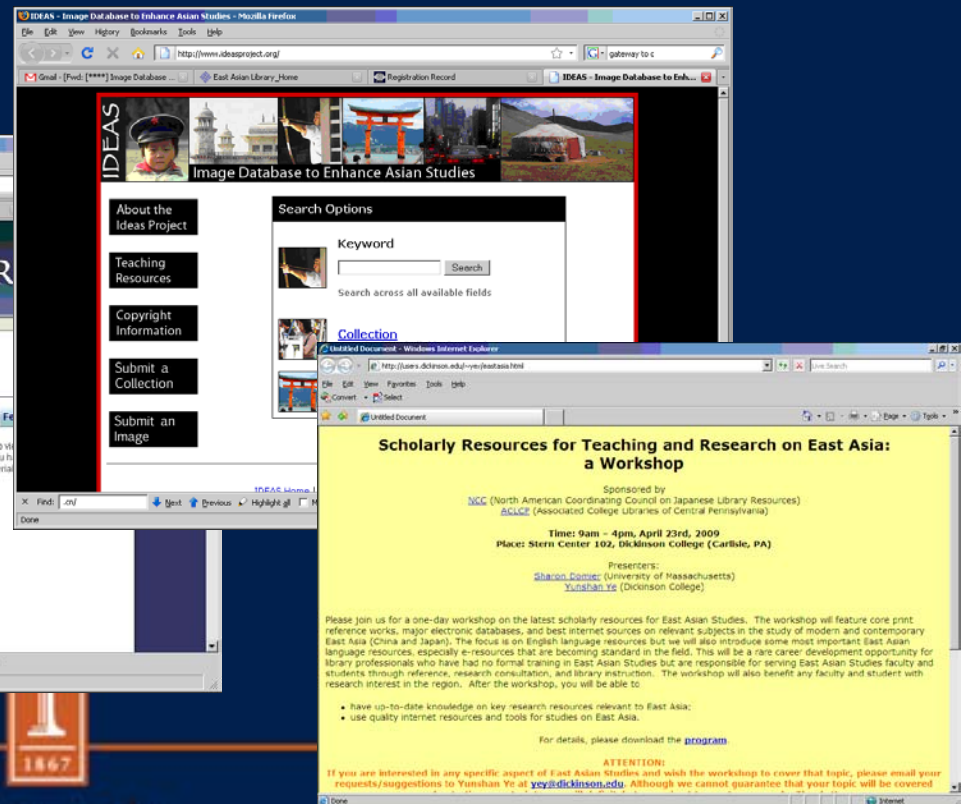 IDEAS - Image Database to Enhance Asian Studies - Mozilla Firefox
File Edit View History Bookmarks Tools Help
http://www.ideasproject.org/
gateway to c
Gmail - [Fwd: [****] Image Database ...
East Asian Library_Home
Registration Record
IDEAS - Image Database to Enh...
IDEAS
Image Database to Enhance Asian Studies
About the
Ideas Project
Teaching
Resources
Copyright
Information
Submit a
Collection
Submit an
Image
Search Options
Keyword
Search
Search across all available fields
Collection
IDEAS Home
Find: .cn/ Next Previous Highlight all
Done
R
Untitled Document - Windows Internet Explorer
http://users.dickinson.edu/~yey/eastasia.html
Live Search
File Edit View Favorites Tools Help
Convert Select
Untitled Document
Page Tools
Scholarly Resources for Teaching and Research on East Asia:
a Workshop
Sponsored by
NCC (North American Coordinating Council on Japanese Library Resources)
ACLCP (Associated College Libraries of Central Pennsylvania)
Time: 9am - 4pm, April 23rd, 2009
Place: Stern Center 102, Dickinson College (Carlisle, PA)
Presenters:
Sharon Domier (University of Massachusetts)
Yunshan Ye (Dickinson College)
Please join us for a one-day workshop on the latest scholarly resources for East Asian Studies. The workshop will feature core print
reference works, major electronic databases, and best internet sources on relevant subjects in the study of modern and contemporary
East Asia (China and Japan). The focus is on English language resources but we will also introduce some most important East Asian
language resources, especially e-resources that are becoming standard in the field. This will be a rare career development opportunity for
library professionals who have had no formal training in East Asian Studies but are responsible for serving East Asian Studies faculty and
students through reference, research consultation, and library instruction. The workshop will also benefit any faculty and student with
research interest in the region. After the workshop, you will be able to
• have up-to-date knowledge on key research resources relevant to East Asia;
• use quality internet resources and tools for studies on East Asia.
For details, please download the program.
ATTENTION:
If you are interested in any specific aspect of East Asian Studies and wish the workshop to cover that topic, please email your
requests/suggestions to Yunshan Ye at yey@dickinson.edu. Although we cannot guarantee that your topic will be covered
Done
Internet
1867